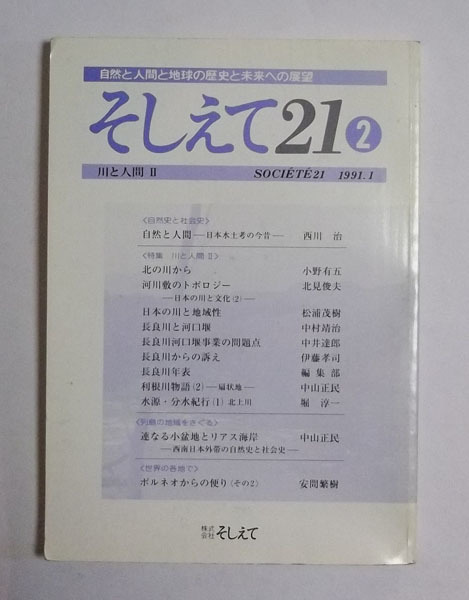 自然と人間と地球の歴史と未来への展望
そしえて21 2
川と人間 II SOCIÉTÉ21 1991.1
〈自然史と社会史〉
自然と人間―日本水土考の今昔― 西川 治
〈特集 川と人間 II〉
北の川から 小野有五
河川敷のトポロジー 北見俊夫
―日本の川と文化(2)―
日本の川と地域性 松浦茂樹
長良川と河口堰 中村靖治
長良川河口堰事業の問題点 中井達郎
長良川からの訴え 伊藤孝司
長良川年表 編集部
利根川物語(2)―扇状地― 中山正民
水源・分水紀行(1) 北上川 堀 淳一
〈列島の地域をさぐる〉
連なる小盆地とリアス海岸 中山正民
―西南日本外帯の自然史と社会史―
〈世界の各地で〉
ボルネオからの便り(その2) 安間繁樹
株式会社 そしえて